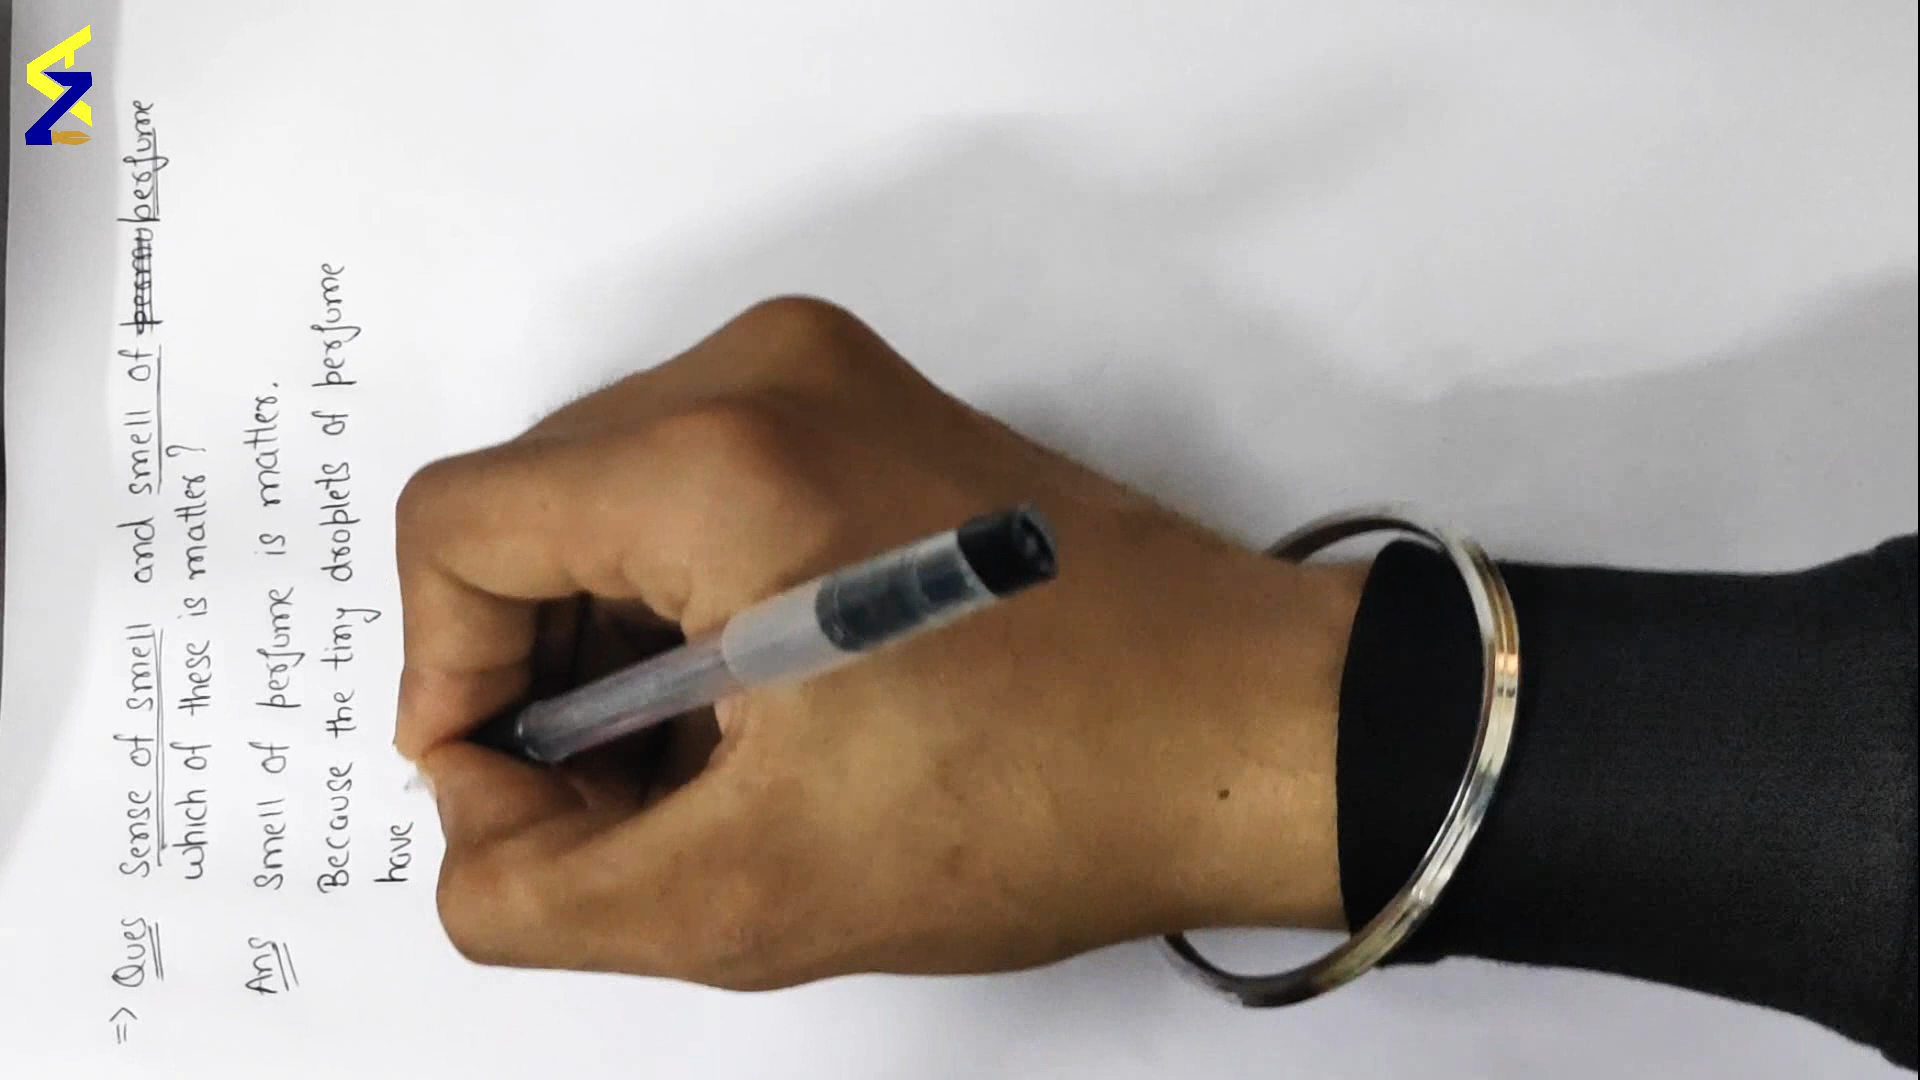 => Ques Sense of smell and smell of perfume
which of these is matter?
Ans Smell of perfume is matter.
Because the tiny droplets of perfume
have